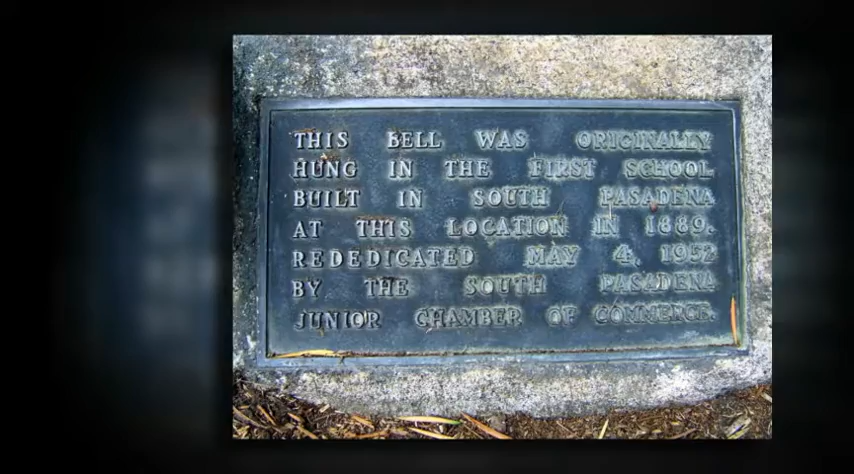 THIS BELL WAS ORIGINALLY
HUNG IN THE FIRST SCHOOL
BUILT IN SOUTH PASADENA
AT THIS LOCATION IN 1889.
REDEDICATED MAY 4, 1952
BY THE SOUTH PASADENA
JUNIOR CHAMBER OF COMMERCE.